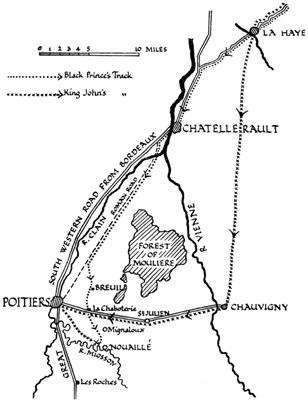 LA HAYE
0 1 2 3 4 5 10 MILES
Black Prince's Track
King John's "
CHATELLERAULT
SOUTH WESTERN ROAD FROM BORDEAUX
R. CLAIN
ROMAN ROAD
R. VIENNE
FOREST
OF
MOULIÈRE
BREUIL
POITIERS
La Chaboterie
ST JULIEN
CHAUVIGNY
Mignaloux
NOUAILLÉ
R. MIOSSON
GREAT
Les Roches